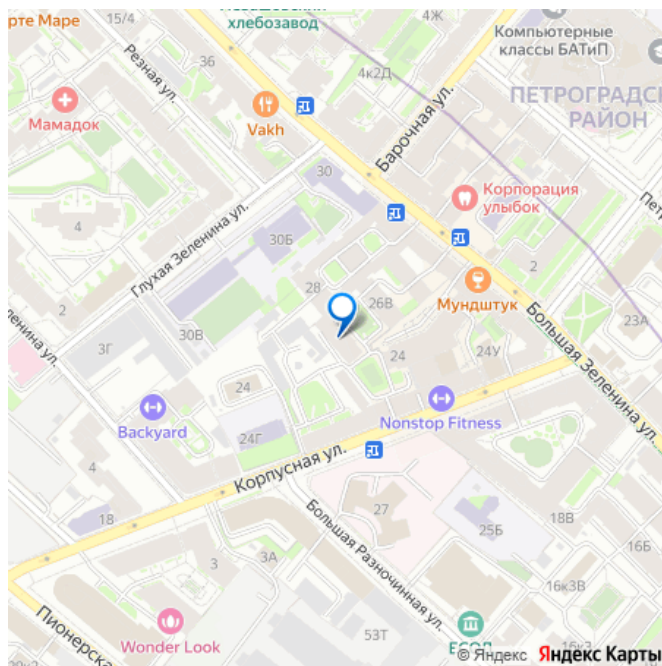 хлебозавод
рте Маре
15/4
3б
4Ж
Компьютерные
классы БАТиП
Резная ул.
4к2Д
ПЕТРОГРАДС
РАЙОН
Мамадок
Vakh
Барочная ул.
30
Корпорация
улыбок
Глухая Зеленина ул.
30Б
4
2
28
26В
Мундштук
2
30В
3Г
24
24У
23А
Большая Зеленина ул.
24
Backyard
Nonstop Fitness
24Г
Корпусная ул.
4
18
27
25Б
18В
16Б
3
3А
Большая Разночинная ул.
16к3В
Пионерска
Wonder Look
53Т
16к3
© Яндекс Яндекс Карты